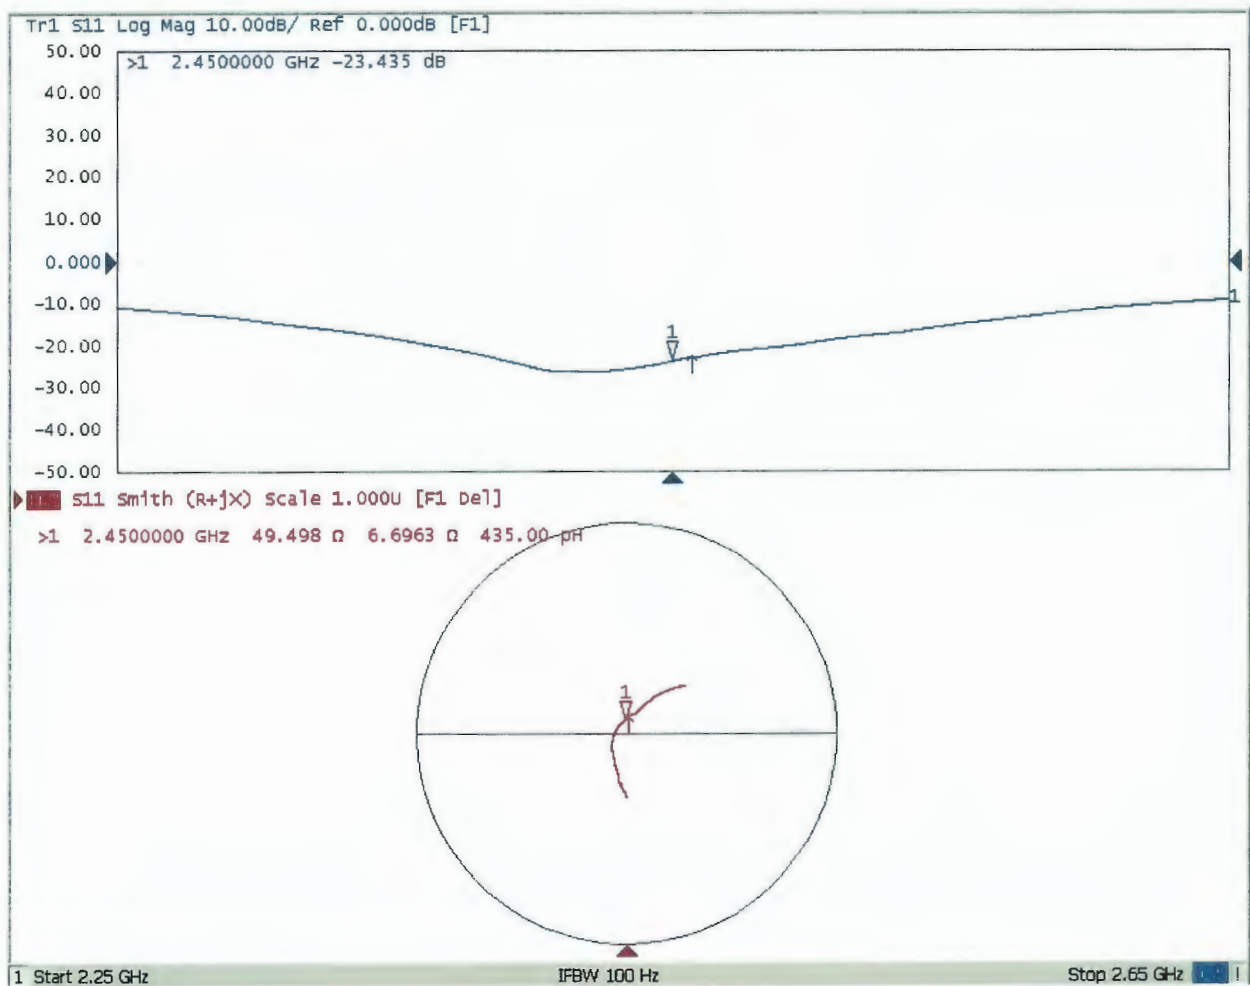 Tr1 S11 Log Mag 10.00dB/ Ref 0.000dB [F1]
50.00
>1 2.4500000 GHz -23.435 dB
40.00
30.00
20.00
10.00
0.000
-10.00
1
1
-20.00
-30.00
-40.00
-50.00
S11 Smith (R+jX) Scale 1.000U [F1 Del]
>1 2.4500000 GHz 49.498 Ω 6.6963 Ω 435.00 pH
1
1 Start 2.25 GHz IFBW 100 Hz Stop 2.65 GHz